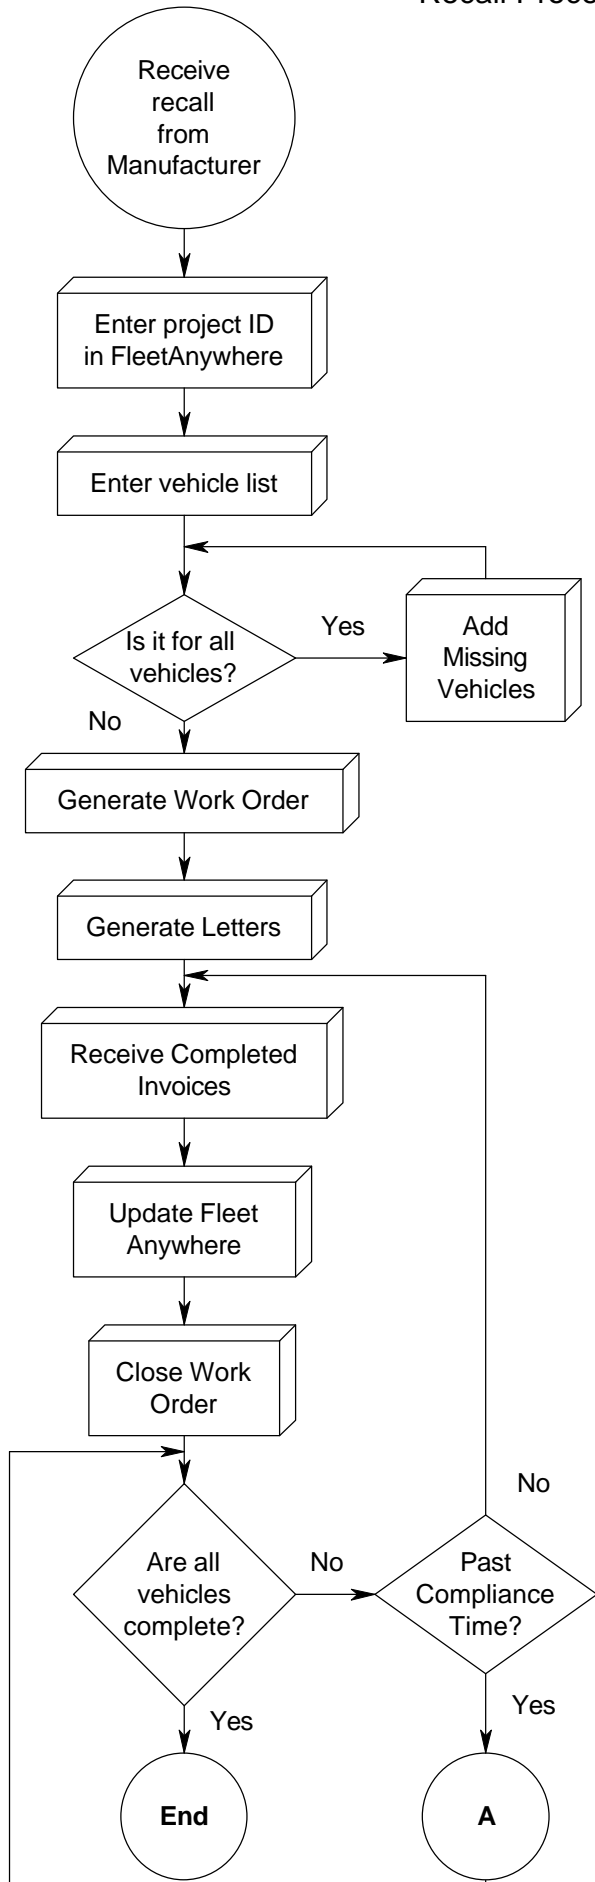 Receive
recall
from
Manufacturer
Enter project ID
in FleetAnywhere
Enter vehicle list
Is it for all
vehicles?
Yes
Add
Missing
Vehicles
No
Generate Work Order
Generate Letters
Receive Completed
Invoices
Update Fleet
Anywhere
Close Work
Order
No
Are all
vehicles
complete?
No
Past
Compliance
Time?
Yes
Yes
End
A